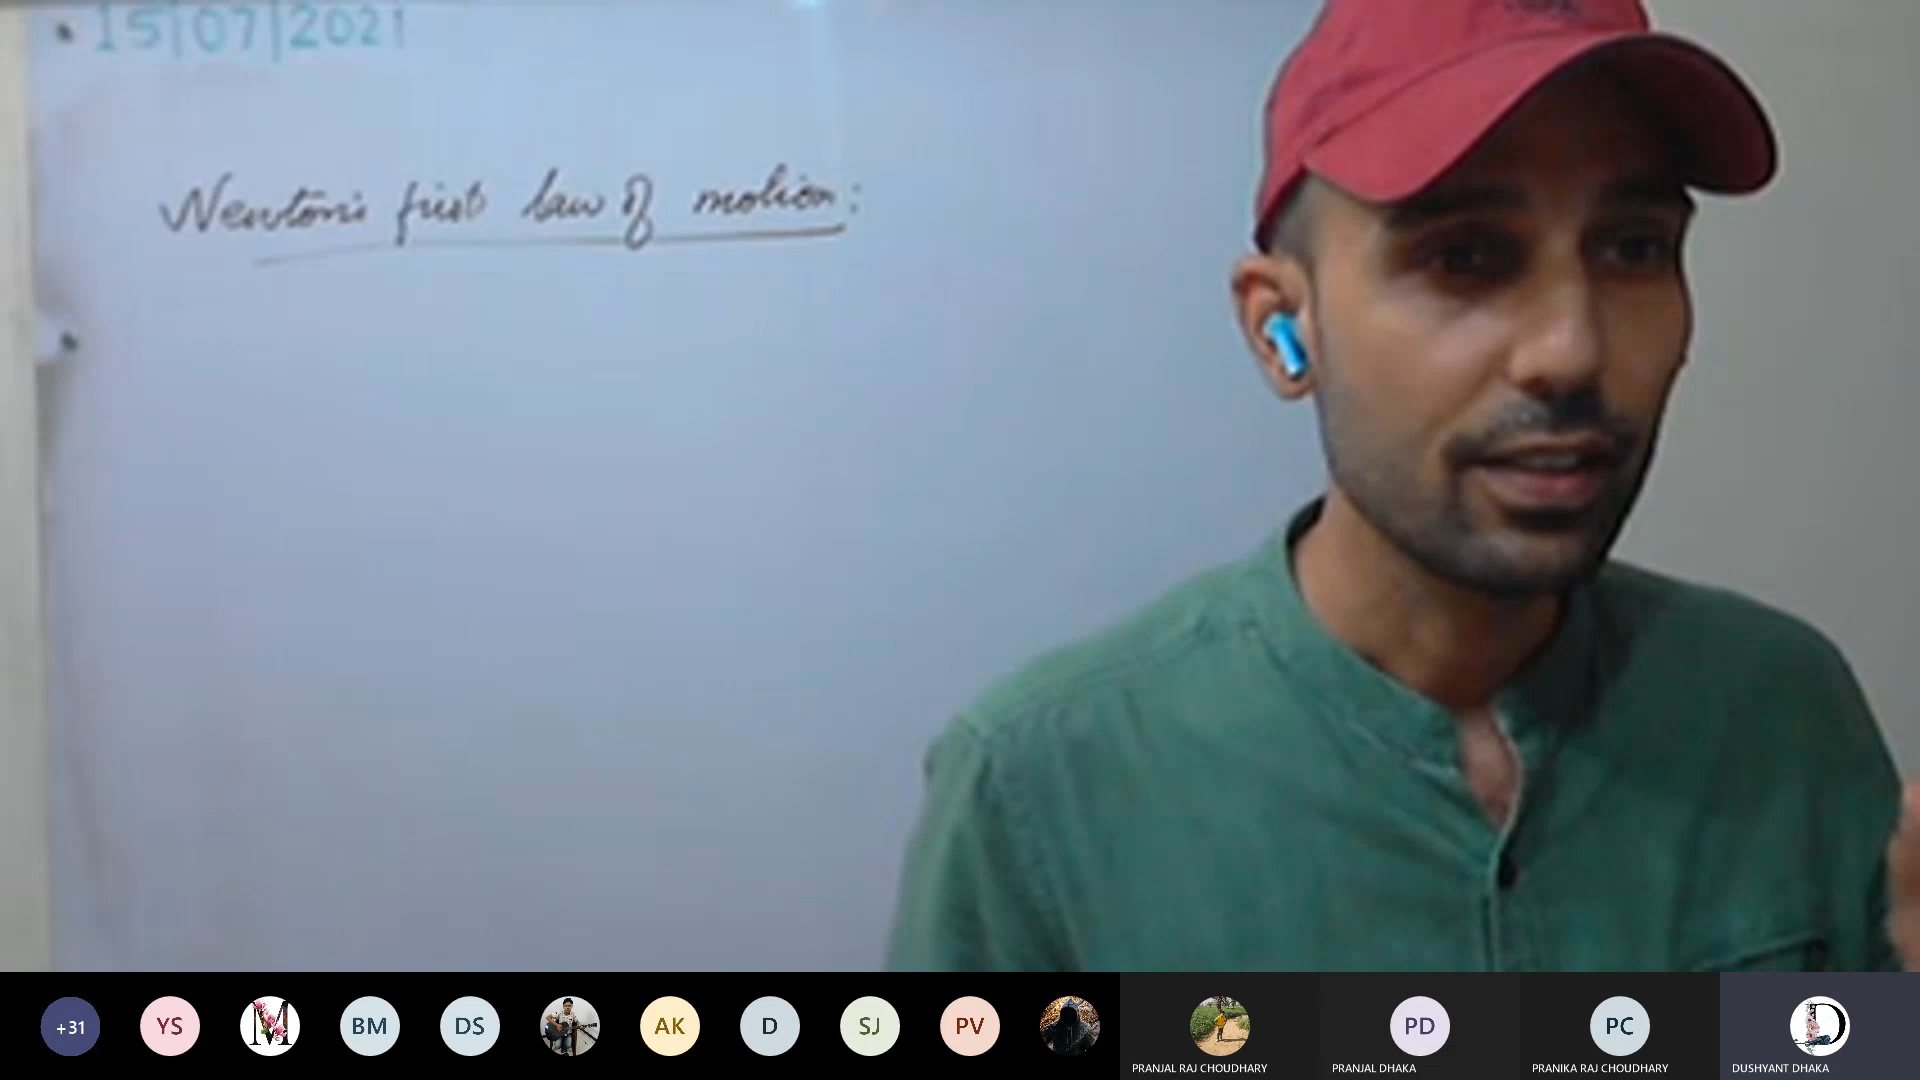 15|07|2021
Newton's first law of motion:
+31 YS M BM DS AK D SJ PV PD PC D
PRANJAL RAJ CHOUDHARY PRANJAL DHAKA PRANIKA RAJ CHOUDHARY DUSHYANT DHAKA